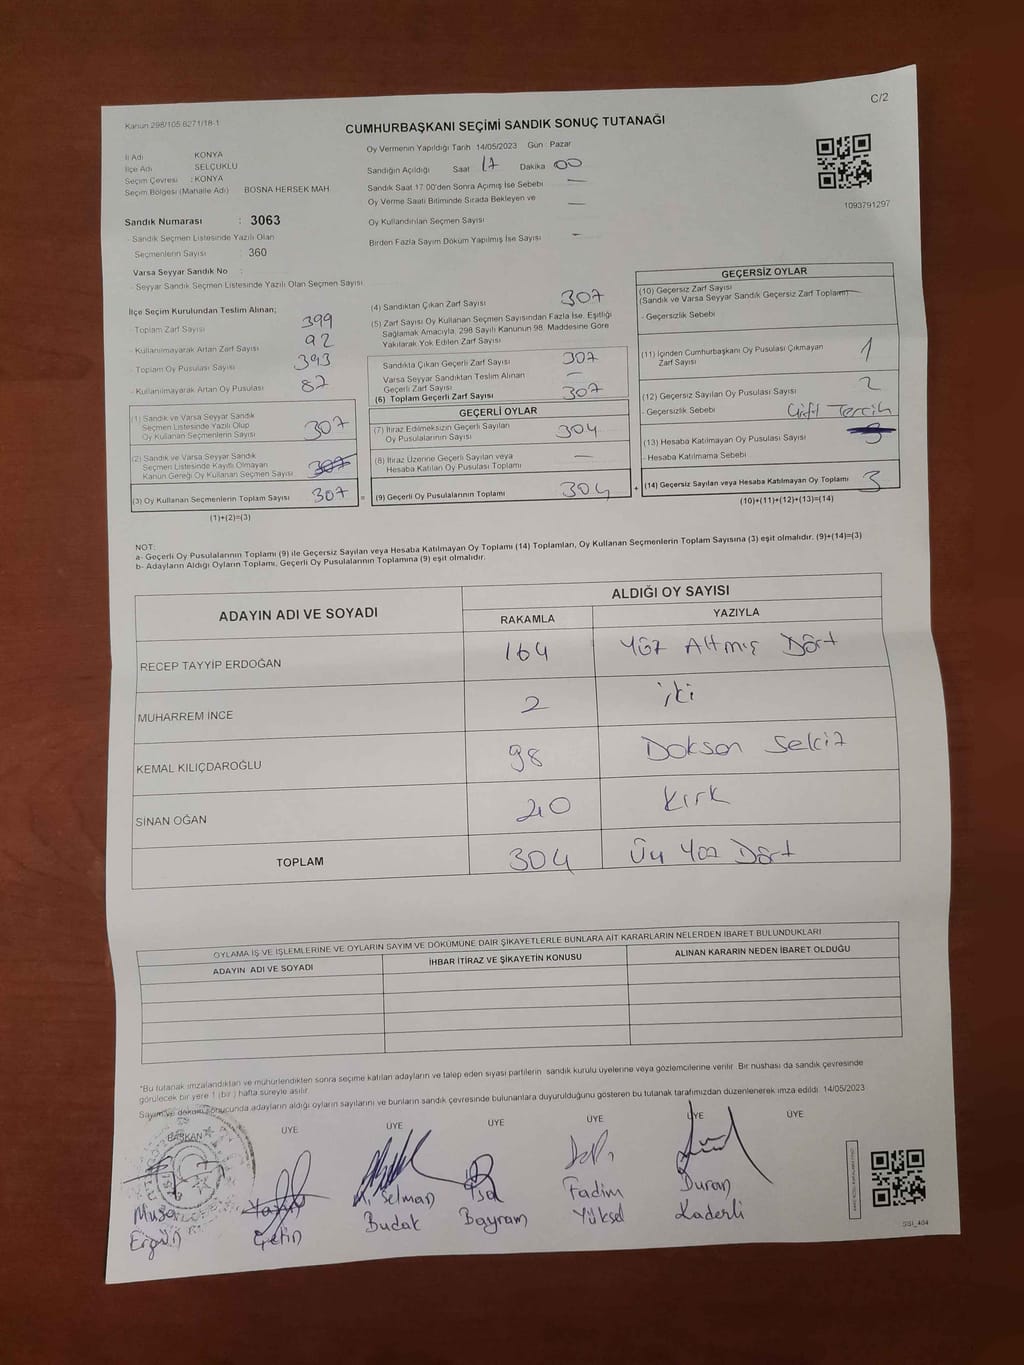 C/2
Kanun 298/105 6271/18-1
CUMHURBAŞKANI SEÇİMİ SANDIK SONUÇ TUTANAĞI
İl Adı KONYA
İlçe Adı SELÇUKLU
Seçim Çevresi : KONYA
Seçim Bölgesi (Mahalle Adı) BOSNA HERSEK MAH.
Sandık Numarası : 3063
- Sandık Seçmen Listesinde Yazılı Olan
Seçmenlerin Sayısı : 360
Varsa Seyyar Sandık No :
- Seyyar Sandık Seçmen Listesinde Yazılı Olan Seçmen Sayısı
Oy Vermenin Yapıldığı Tarih 14/05/2023 Gün : Pazar
Sandığın Açıldığı Saat 17 Dakika 00
Sandık Saat 17.00'den Sonra Açımış İse Sebebi —
Oy Verme Saati Bitiminde Sırada Bekleyen ve —
Oy Kullandırılan Seçmen Sayısı
Birden Fazla Sayım Döküm Yapılmış İse Sayısı —
1093791297
İlçe Seçim Kurulundan Teslim Alınan;
- Toplam Zarf Sayısı 399
- Kullanılmayarak Artan Zarf Sayısı 92
- Toplam Oy Pusulası Sayısı 393
- Kullanılmayarak Artan Oy Pusulası 87
(1) Sandık ve Varsa Seyyar Sandık
Seçmen Listesinde Yazılı Olup
Oy Kullanan Seçmenlerin Sayısı 307
(2) Sandık ve Varsa Seyyar Sandık
Seçmen Listesinde Kayıtlı Olmayan
Kanun Gereği Oy Kullanan Seçmen Sayısı 307
(3) Oy Kullanan Seçmenlerin Toplam Sayısı 307 =
(1)+(2)=(3)
(4) Sandıktan Çıkan Zarf Sayısı 307
(5) Zarf Sayısı Oy Kullanan Seçmen Sayısından Fazla İse, Eşitliği
Sağlamak Amacıyla, 298 Sayılı Kanunun 98. Maddesine Göre
Yakılarak Yok Edilen Zarf Sayısı
Sandıkta Çıkan Geçerli Zarf Sayısı 307
Varsa Seyyar Sandıktan Teslim Alınan
Geçerli Zarf Sayısı —
(6) Toplam Geçerli Zarf Sayısı 307
GEÇERLİ OYLAR
(7) İtiraz Edilmeksizin Geçerli Sayılan
Oy Pusulalarının Sayısı 304
(8) İtiraz Üzerine Geçerli Sayılan veya
Hesaba Katılan Oy Pusulası Toplamı —
(9) Geçerli Oy Pusulalarının Toplamı 304 +
GEÇERSİZ OYLAR
(10) Geçersiz Zarf Sayısı
(Sandık ve Varsa Seyyar Sandık Geçersiz Zarf Toplamı) —
- Geçersizlik Sebebi
(11) İçinden Cumhurbaşkanı Oy Pusulası Çıkmayan
Zarf Sayısı 1
(12) Geçersiz Sayılan Oy Pusulası Sayısı 2
- Geçersizlik Sebebi Çift Tercih
(13) Hesaba Katılmayan Oy Pusulası Sayısı 3
- Hesaba Katılmama Sebebi
(14) Geçersiz Sayılan veya Hesaba Katılmayan Oy Toplamı 3
(10)+(11)+(12)+(13)=(14)
NOT:
a- Geçerli Oy Pusulalarının Toplamı (9) ile Geçersiz Sayılan veya Hesaba Katılmayan Oy Toplamı (14) Toplamları, Oy Kullanan Seçmenlerin Toplam Sayısına (3) eşit olmalıdır. (9)+(14)=(3)
b- Adayların Aldığı Oyların Toplamı, Geçerli Oy Pusulalarının Toplamına (9) eşit olmalıdır.
ADAYIN ADI VE SOYADI ALDIĞI OY SAYISI
RAKAMLA YAZIYLA
RECEP TAYYİP ERDOĞAN 164 Yüz Altmış Dört
MUHARREM İNCE 2 iki
KEMAL KILIÇDAROĞLU 98 Doksan Sekiz
SİNAN OĞAN 40 Kırk
TOPLAM 304 Üç Yüz Dört
OYLAMA İŞ VE İŞLEMLERİNE VE OYLARIN SAYIM VE DÖKÜMÜNE DAİR ŞİKAYETLERLE BUNLARA AİT KARARLARIN NELERDEN İBARET BULUNDUKLARI
ADAYIN ADI VE SOYADI İHBAR İTİRAZ VE ŞİKAYETİN KONUSU ALINAN KARARIN NEDEN İBARET OLDUĞU
*Bu tutanak imzalandıktan ve mühürlendikten sonra seçime katılan adayların ve talep eden siyasi partilerin sandık kurulu üyelerine veya gözlemcilerine verilir. Bir nushası da sandık çevresinde
görülecek bir yere 1 (bir) hafta süreyle asılır.
Sayım ve döküm sonucunda adayların aldığı oyların sayılarını ve bunların sandık çevresinde bulunanlara duyurulduğunu gösteren bu tutanak tarafımızdan düzenlenerek imza edildi. 14/05/2023
BAŞKAN ÜYE ÜYE ÜYE ÜYE ÜYE ÜYE
Musa Ergün
Çetin
Selman Budak
İsa Bayram
Fadim Yüksel
Duran Kaderli
SSI_404